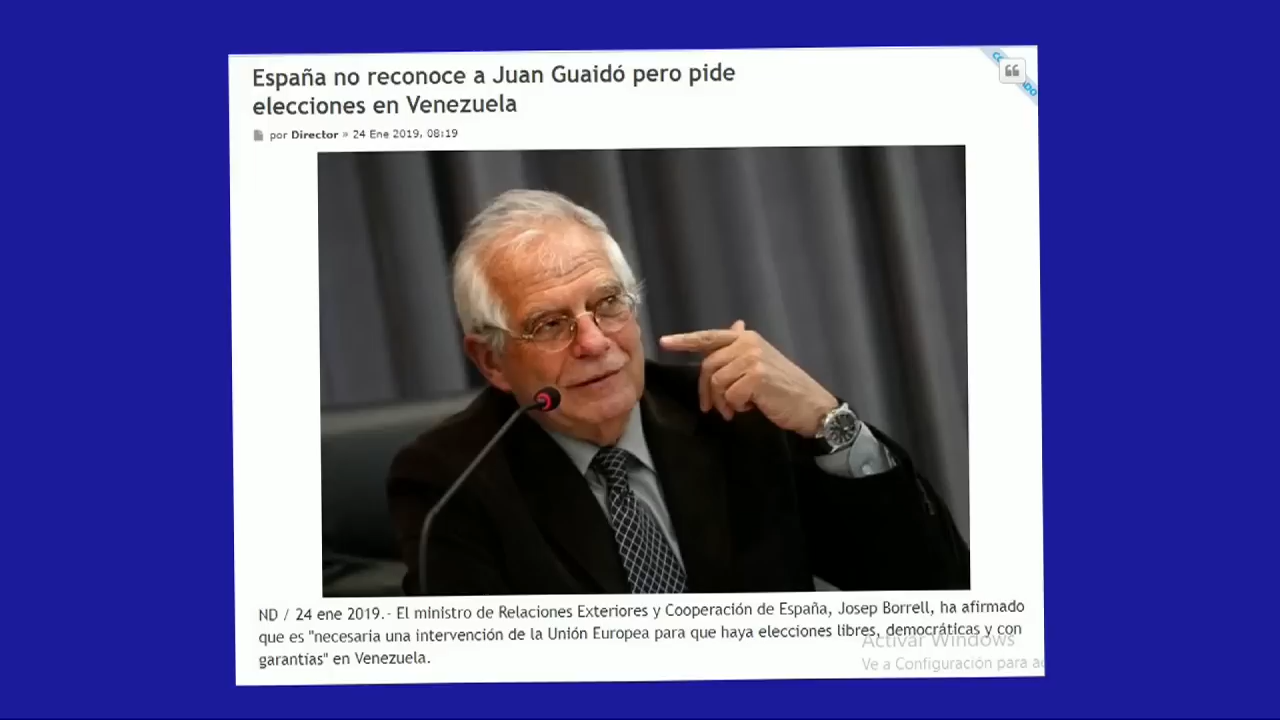 España no reconoce a Juan Guaidó pero pide
elecciones en Venezuela
por Director » 24 Ene 2019, 08:19
ND / 24 ene 2019.- El ministro de Relaciones Exteriores y Cooperación de España, Josep Borrell, ha afirmado
que es "necesaria una intervención de la Unión Europea para que haya elecciones libres, democráticas y con
garantías" en Venezuela.
Activar Windows
Ve a Configuración para